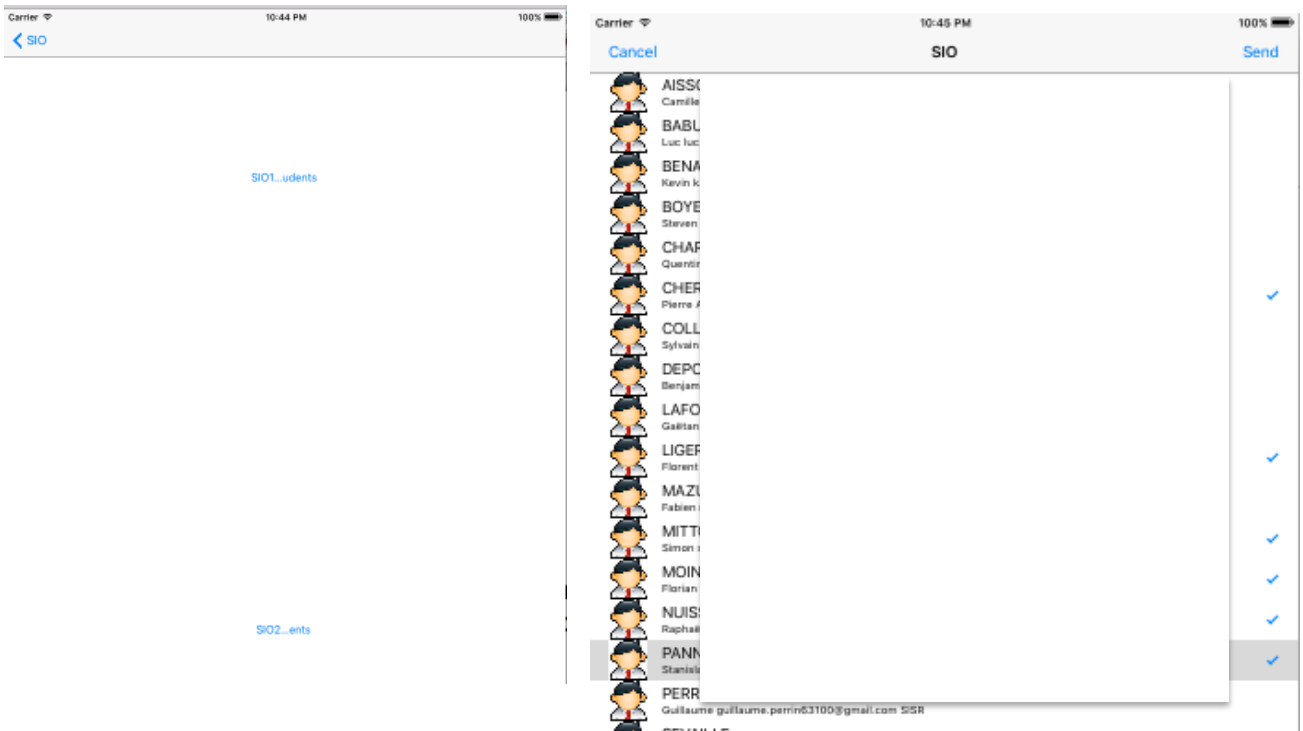 Carrier 10:44 PM 100%
SIO
SIO1...udents
SIO2...ents
Carrier 10:45 PM 100%
Cancel SIO Send
AISS
Camille
BABU
Luc luc
BENA
Kevin k
BOYE
Steven
CHAR
Quentin
CHER
Pierre A
COLL
Sylvain
DEPO
Benjam
LAFO
Gaëtan
LIGER
Florent
MAZU
Fabien
MITT
Simon
MOIN
Florian
NUIS
Raphaë
PANN
Stanisla
PERR
Guillaume guillaume.perrin63100@gmail.com SISR